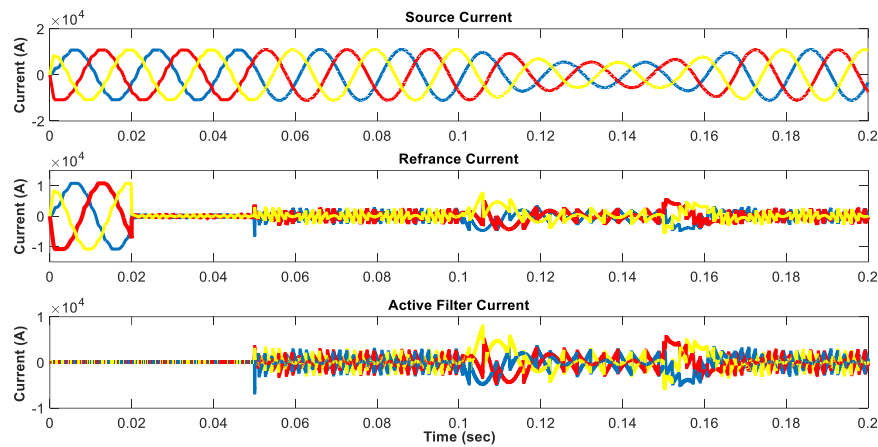 Source Current
×10⁴
2
0
-2
Current (A)
0 0.02 0.04 0.06 0.08 0.1 0.12 0.14 0.16 0.18 0.2
Refrance Current
×10⁴
1
0
-1
Current (A)
0 0.02 0.04 0.06 0.08 0.1 0.12 0.14 0.16 0.18 0.2
Active Filter Current
×10⁴
1
0
-1
Current (A)
0 0.02 0.04 0.06 0.08 0.1 0.12 0.14 0.16 0.18 0.2
Time (sec)